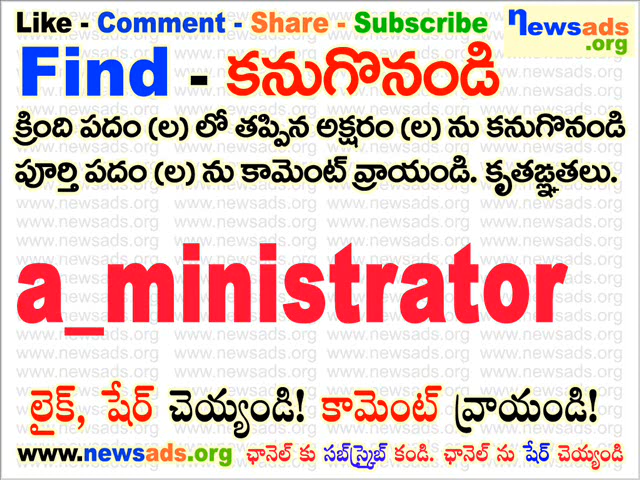 Like - Comment - Share - Subscribe
newsads
.org
Find - కనుగొనండి
క్రింది పదం (ల) లో తప్పిన అక్షరం (ల) ను కనుగొనండి
పూర్తి పదం (ల) ను కామెంట్ వ్రాయండి. కృతజ్ఞతలు.
a_ministrator
లైక్, షేర్ చెయ్యండి! కామెంట్ వ్రాయండి!
www.newsads.org ఛానెల్ కు సబ్‌స్క్రైబ్ కండి. ఛానెల్ ను షేర్ చెయ్యండి